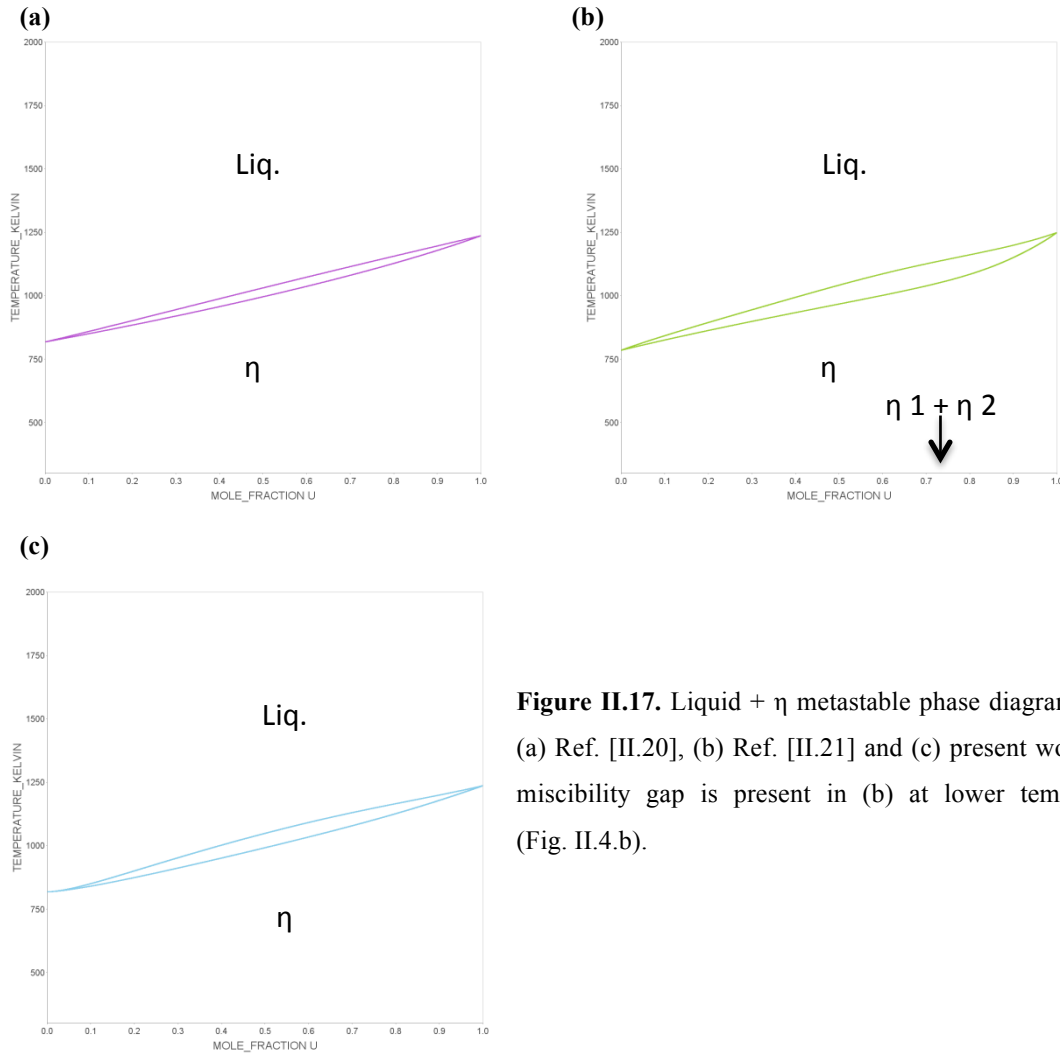 (a)
2000
1750
1500
1250
1000
750
500
TEMPERATURE_KELVIN
Liq.
η
0.0 0.1 0.2 0.3 0.4 0.5 0.6 0.7 0.8 0.9 1.0
MOLE_FRACTION U
(b)
2000
1750
1500
1250
1000
750
500
TEMPERATURE_KELVIN
Liq.
η
η 1 + η 2
0.0 0.1 0.2 0.3 0.4 0.5 0.6 0.7 0.8 0.9 1.0
MOLE_FRACTION U
(c)
2000
1750
1500
1250
1000
750
500
TEMPERATURE_KELVIN
Liq.
η
0.0 0.1 0.2 0.3 0.4 0.5 0.6 0.7 0.8 0.9 1.0
MOLE_FRACTION U
Figure II.17. Liquid + η metastable phase
(a) Ref. [II.20], (b) Ref. [II.21] and (c) present
miscibility gap is present in (b) at lower
(Fig. II.4.b).